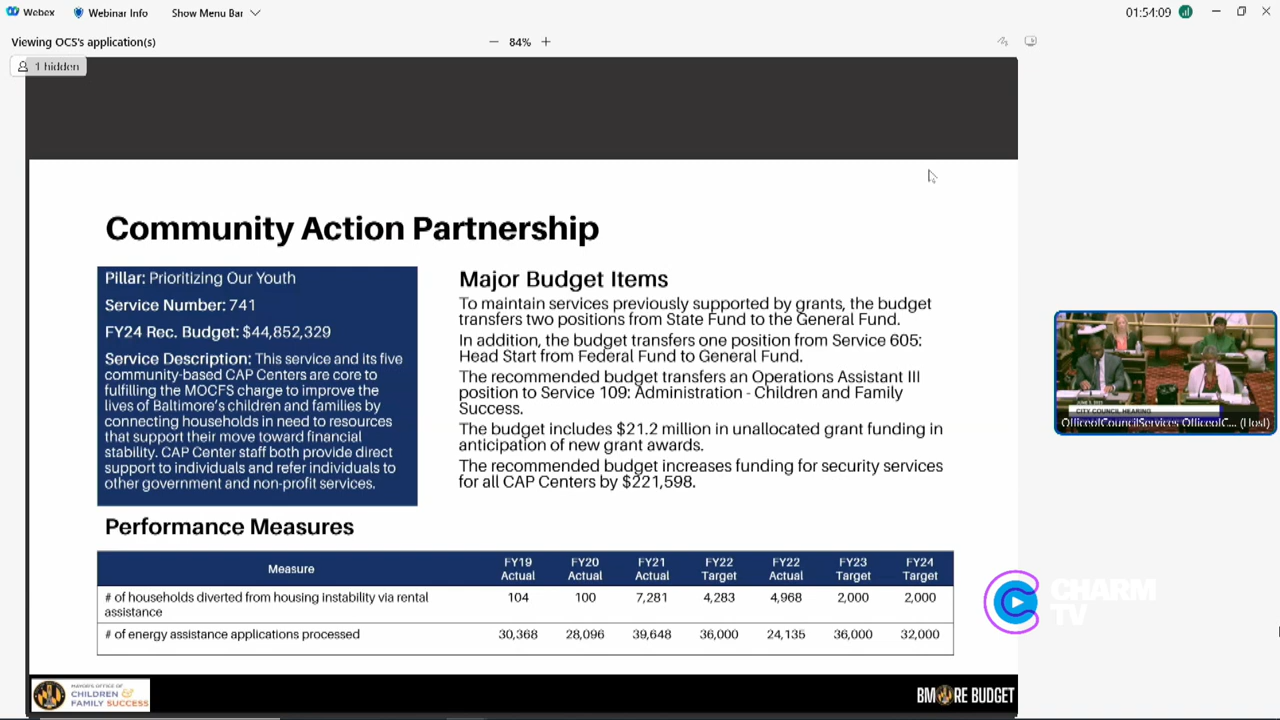 Webex
Webinar Info
Show Menu Bar
01:54:09
Viewing OCS's application(s)
84%
1 hidden
Community Action Partnership
Pillar: Prioritizing Our Youth
Service Number: 741
FY24 Rec. Budget: $44,852,329
Service Description: This service and its five
community-based CAP Centers are core to
fulfilling the MOCFS charge to improve the
lives of Baltimore's children and families by
connecting households in need to resources
that support their move toward financial
stability. CAP Center staff both provide direct
support to individuals and refer individuals to
other government and non-profit services.
Major Budget Items
To maintain services previously supported by grants, the budget
transfers two positions from State Fund to the General Fund.
In addition, the budget transfers one position from Service 605:
Head Start from Federal Fund to General Fund.
The recommended budget transfers an Operations Assistant III
position to Service 109: Administration - Children and Family
Success.
The budget includes $21.2 million in unallocated grant funding in
anticipation of new grant awards.
The recommended budget increases funding for security services
for all CAP Centers by $221,598.
Performance Measures
Measure FY19 Actual FY20 Actual FY21 Actual FY22 Target FY22 Actual FY23 Target FY24 Target
# of households diverted from housing instability via rental
assistance 104 100 7,281 4,283 4,968 2,000 2,000
# of energy assistance applications processed 30,368 28,096 39,648 36,000 24,135 36,000 32,000
MAYOR'S OFFICE OF
CHILDREN &
FAMILY SUCCESS
BMORE BUDGET
CITY COUNCIL HEARING
OfficeofCouncilServices OfficeofC... (Host)
CHARM
TV